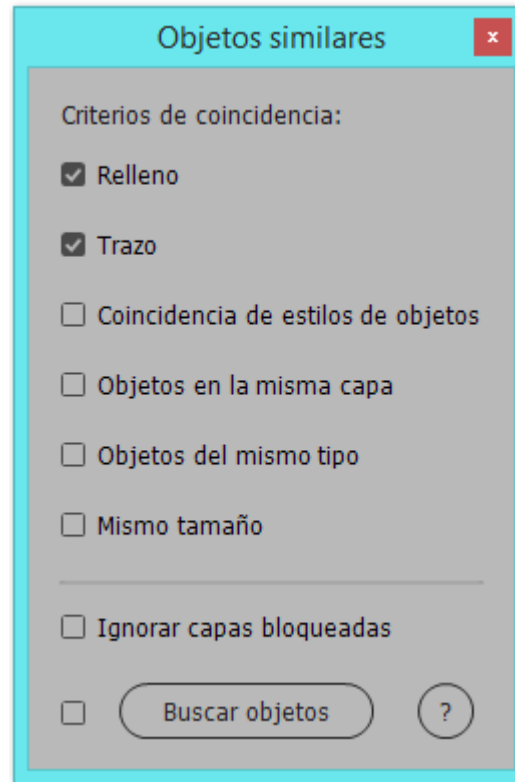 Objetos similares
x
Criterios de coincidencia:
Relleno
Trazo
Coincidencia de estilos de objetos
Objetos en la misma capa
Objetos del mismo tipo
Mismo tamaño
Ignorar capas bloqueadas
Buscar objetos ?